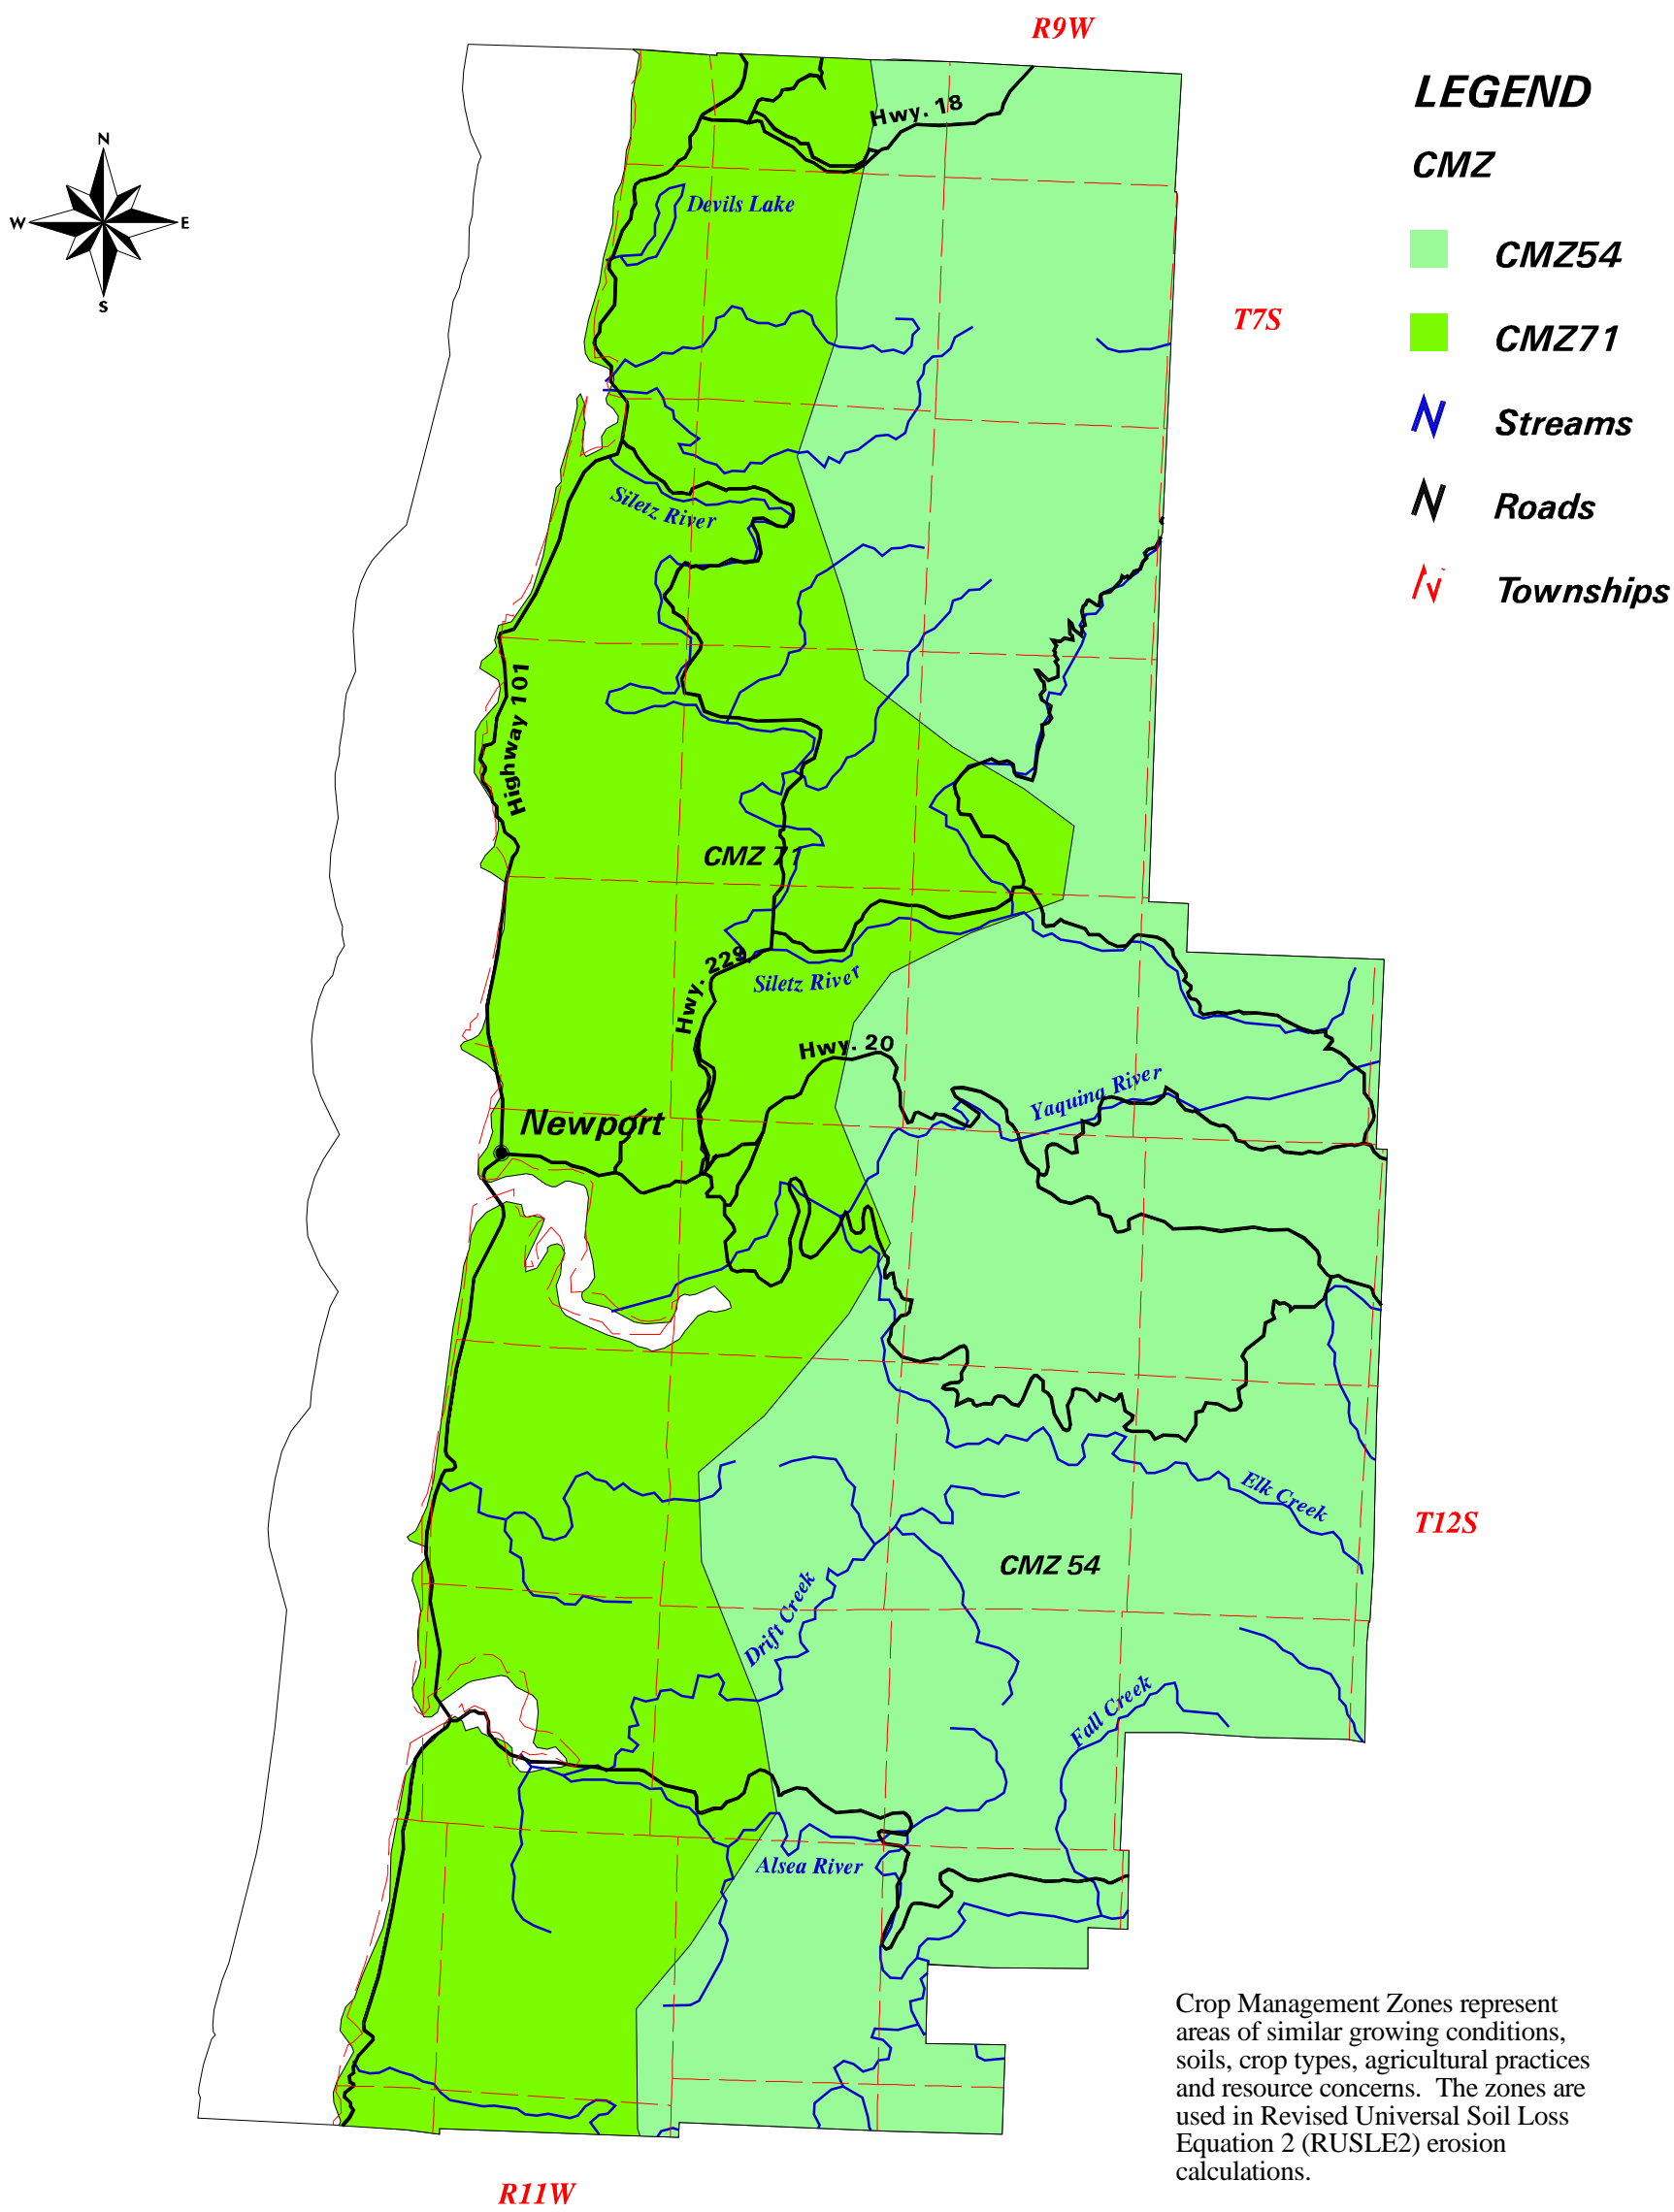 R9W
LEGEND
CMZ
CMZ54
CMZ71
Streams
Roads
Townships
N
W
E
S
Hwy. 18
Devils Lake
T7S
Siletz River
Highway 101
CMZ 71
Hwy. 229
Siletz River
Hwy. 20
Yaquina River
Newport
Elk Creek
T12S
CMZ 54
Drift Creek
Fall Creek
Alsea River
Crop Management Zones represent
areas of similar growing conditions,
soils, crop types, agricultural practices
and resource concerns. The zones are
used in Revised Universal Soil Loss
Equation 2 (RUSLE2) erosion
calculations.
R11W